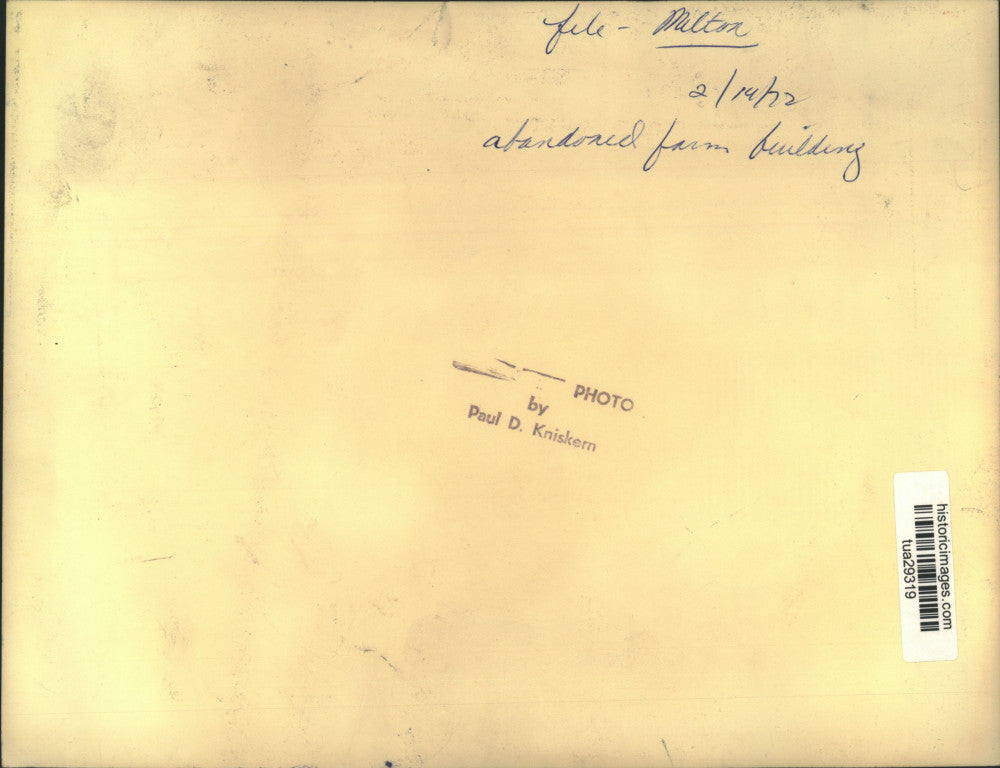 file - Milton
2/14/72
abandoned farm building
PHOTO
by
Paul D. Kniskern
historicimages.com
tua29319